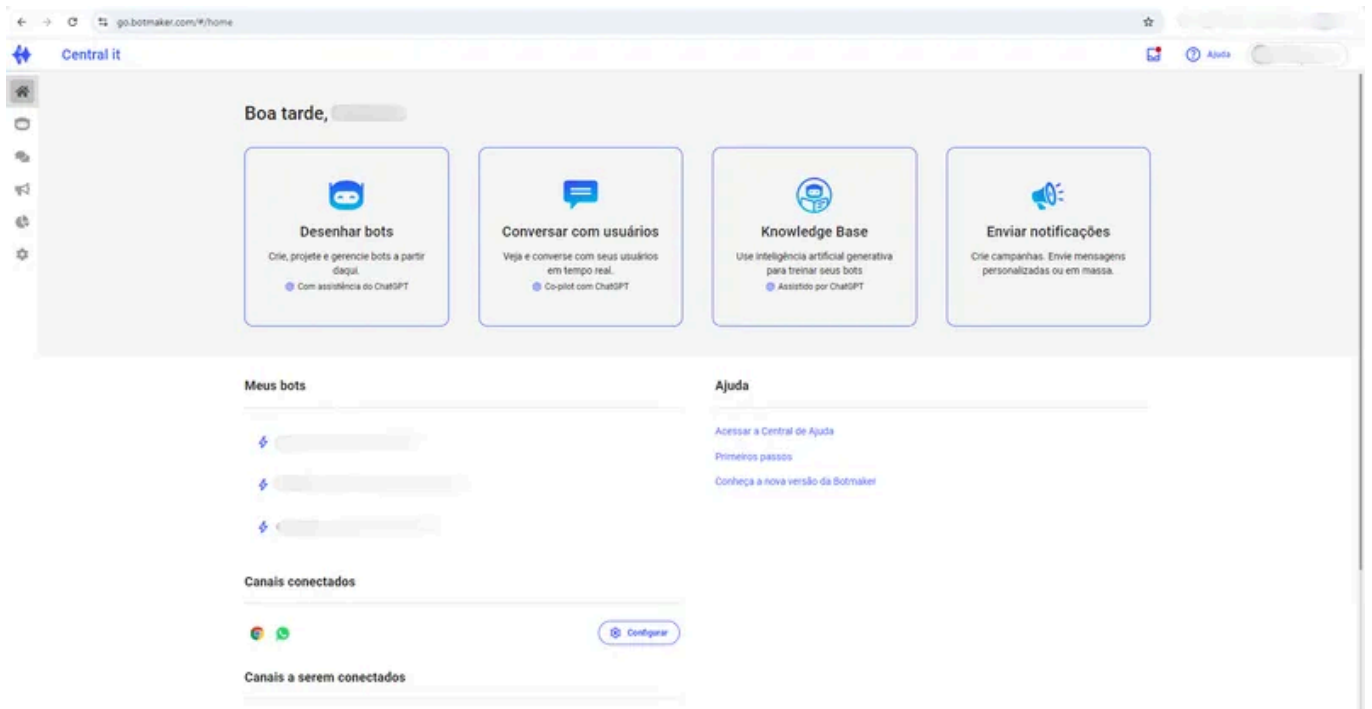 go.botmaker.com/#/home
Central it
Ajuda
Boa tarde,
Desenhar bots
Crie, projete e gerencie bots a partir
daqui.
Com assistência do ChatGPT
Conversar com usuários
Veja e converse com seus usuários
em tempo real.
Co-pilot com ChatGPT
Knowledge Base
Use inteligência artificial generativa
para treinar seus bots
Assistido por ChatGPT
Enviar notificações
Crie campanhas. Envie mensagens
personalizadas ou em massa.
Meus bots
Ajuda
Acessar a Central de Ajuda
Primeiros passos
Conheça a nova versão da Botmaker
Canais conectados
Configurar
Canais a serem conectados